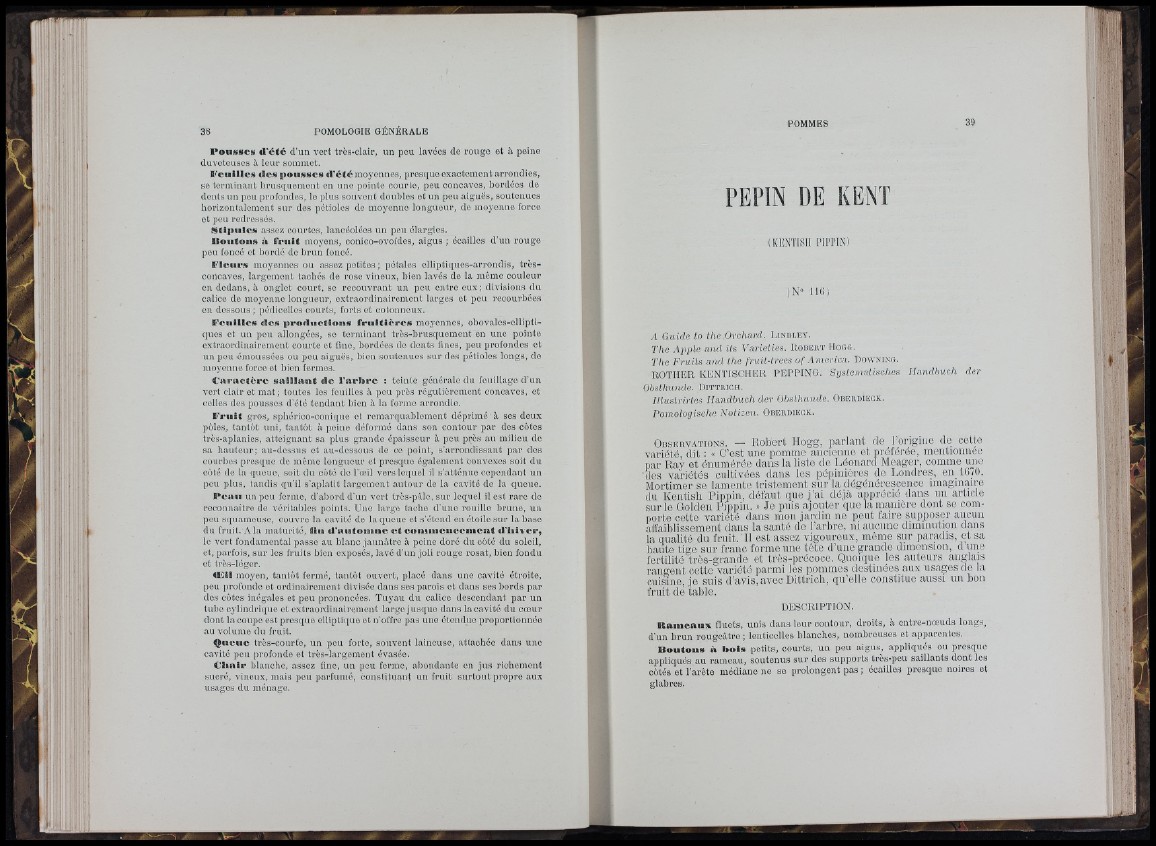 38 POMOLOGIE GÉNÉRALE
Pousses d'été d'un vert très-clair, un peu lavées de rouge et à peine
duveteuses à leur sommet.
Feuilles des pousses d'été moyennes, presque exactement arrondies,
se terminant brusquement en une pointe courte, peu concaves, bordées de
dents un peu profondes, le plus souvent doubles et un peu aiguës, soutenues
horizontalement sur des pétioles de moyenne longueur, de moyenne force
et peu redressés.
Stipules assez courtes, lancéolées un peu élargies.
Boutons à fruit moyens, conico-ovoïdes, aigus ; écailles d'un rouge
peu foncé et bordé de brun foncé.
Fleurs moyennes ou assez petites ; pétales elliptiques-arrondis, très-
concaves, largement tachés de rose vineux, bien lavés de la même couleur
en dedans, à onglet court, se recouvrant un peu entre eux ; divisions du
calice de moyenne longueur, extraordinairement larges et peu recourbées
en dessous ; pédicelles courts, forts et cotonneux.
Feuilles des productions fruitières moyennes, obovales-ellipti-
ques et un peu allongées, se terminant très-brusquement en une pointe
extraordinairement courte et fine, bordées de dents fines, peu profondes et
un peu émoussées ou peu aiguës, bien soutenues sur des pétioles longs, de
moyenne force et bien fermes.
Caractère saillant de l'arbre : teinte générale du feuillage d'un
vert clair et mat ; toutes les feuilles à peu près régulièrement concaves, et
celles des pousses d'été tendant bien à la forme arrondie.
Fruit gros, sphérico-conique et remarquablement déprimé à ses deux
pôles, tantôt uni, tantôt à peine déformé dans son contour par des côtes
très-aplanies, atteignant sa plus grande épaisseur à peu près au milieu de
sa hauteur ; au-dessus et au-dessous de ce point, s'arrondissant par des
courbes presque de même longueur et presque également convexes soit du
côté de la queue, soit du côté de l'œil vers lequel il s'atténue cependant un
peu plus, tandis qu'il s'aplatit largement autour de la cavité de la queue.
Peau un peu ferme, d'abord d'un vert très-pâle, sur lequel il est rare de
reconnaître de véritables points. Une large tache d'une rouille brune, un
peu squameuse, couvre la cavité de la queue et s'étend en étoile sur la base
du fruit. A la maturité, fin d'automne et commencement d'hiver,
le vert fondamental passe au blanc jaunâtre à peine doré du côté du soleil,
et, parfois, sur les fruits bien exposés, lavé d'un joli rouge rosat, bien fondu
et très-léger.
Œil moyen, tantôt fermé, tantôt ouvert, placé dans une cavité étroite,
peu profonde et ordinairement divisée dans ses parois et dans ses bords par
des côtes inégales et peu prononcées. Tuyau du calice descendant par un
tube cylindrique et extraordinairement large jusque dans la cavité du cœur
dont la coupe est presque elliptique et n'offre pas une étendue proportionnée
au volume du fruit.
Queue très-courte, un peu forte, souvent laineuse, attachée dans une
cavité peu profonde et très-largement évasée.
Chair blanche, assez fine, un peu ferme, abondante en jus richement
sucré, vineux, mais peu parfumé, constituant un fruit surtout propre aux
usages du ménage.
POMMES 39
PEPIN DE KENT
(KENTISH PIPPIN)
(N° 116)
A Guide to the Orchard. LINDLEY.
The Apple and its Varieties. ROBERT HOGG.
The Fruits and the fruit-trees of America. DOWNING.
ROTHER KENTISCHER PEPPING. Systematisches Handbuch der
Obstkunde. DITTRICH.
Illustrirtes Handbuch der Obstkunde. OBERDIECK.
Pomologische Notizen. OBERDIECK.
OBSERVATIONS. — Robert Hogg, parlant de l'origine de cette
variété, dit : « C'est une pomme ancienne et préférée, mentionnée
par Ray et énumérée dans la liste de Léonard Meager, comme une
des variétés cultivées dans les pépinières de Londres, en 1670.
Mortimer se lamente tristement sur la dégénérescence imaginaire
du Kentish Pippin, défaut que j'ai déjà apprécié dans un article
sur le Golden Pippin. » Je puis ajouter que la manière dont se com-
porte cette variété dans mon jardin ne peut faire supposer aucun
affaiblissement dans la santé de l'arbre, ni aucune diminution dans
la qualité du fruit. Il est assez vigoureux, même sur paradis, et sa
haute tige sur franc forme une tête d'une grande dimension, d'une
fertilité très-grande et très-précoce. Quoique les auteurs anglais
rangent cette variété parmi les pommes destinées aux usages de la
cuisine, je suis d'avis, avec Dittrich, qu'elle constitue aussi un bon
fruit de table.
DESCRIPTION.
Rameaux fluets, unis dans leur contour, droits, à entre-nœuds longs,
d'un brun rougeâtre ; lenticelles blanches, nombreuses et apparentes.
Boutons à bois petits, courts, un peu aigus, appliqués ou presque
appliqués au rameau, soutenus sur des supports très-peu saillants dont les
côtés et l'arête médiane ne se prolongent pas ; écailles presque noires et
glabres.